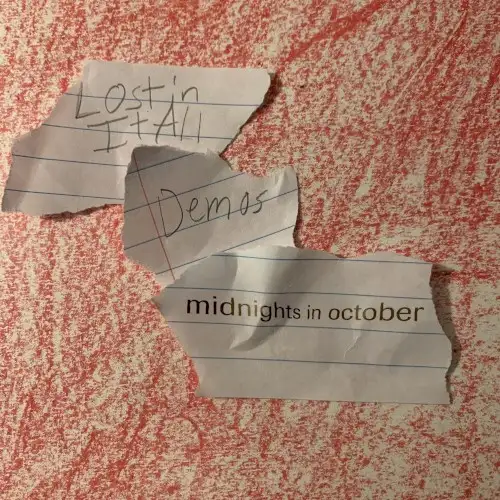 Lost in
It All
Demos
midnights in october